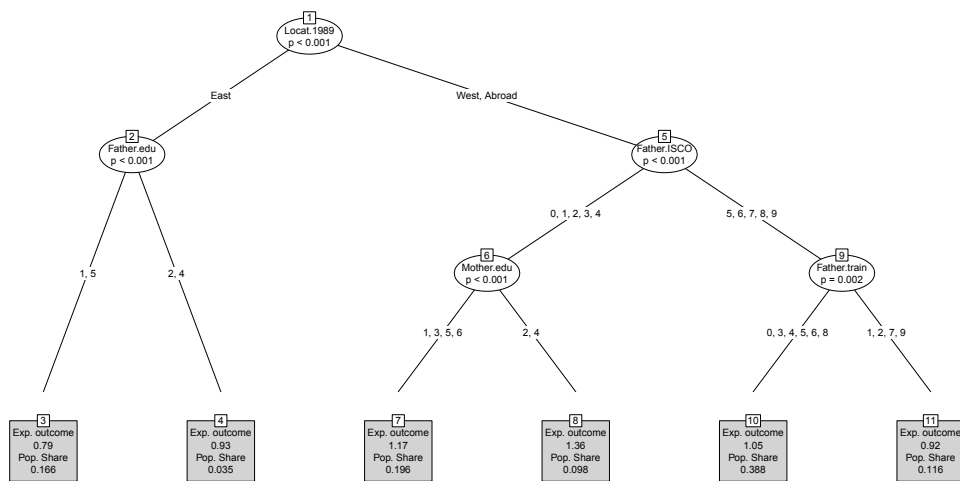 1
Locat.1989
p < 0.001
East
West, Abroad
2
Father.edu
p < 0.001
5
Father.ISCO
p < 0.001
0, 1, 2, 3, 4
5, 6, 7, 8, 9
6
Mother.edu
p < 0.001
9
Father.train
p = 0.002
1, 5
2, 4
1, 3, 5, 6
2, 4
0, 3, 4, 5, 6, 8
1, 2, 7, 9
3
Exp. outcome
0.79
Pop. Share
0.166
4
Exp. outcome
0.93
Pop. Share
0.035
7
Exp. outcome
1.17
Pop. Share
0.196
8
Exp. outcome
1.36
Pop. Share
0.098
10
Exp. outcome
1.05
Pop. Share
0.388
11
Exp. outcome
0.92
Pop. Share
0.116